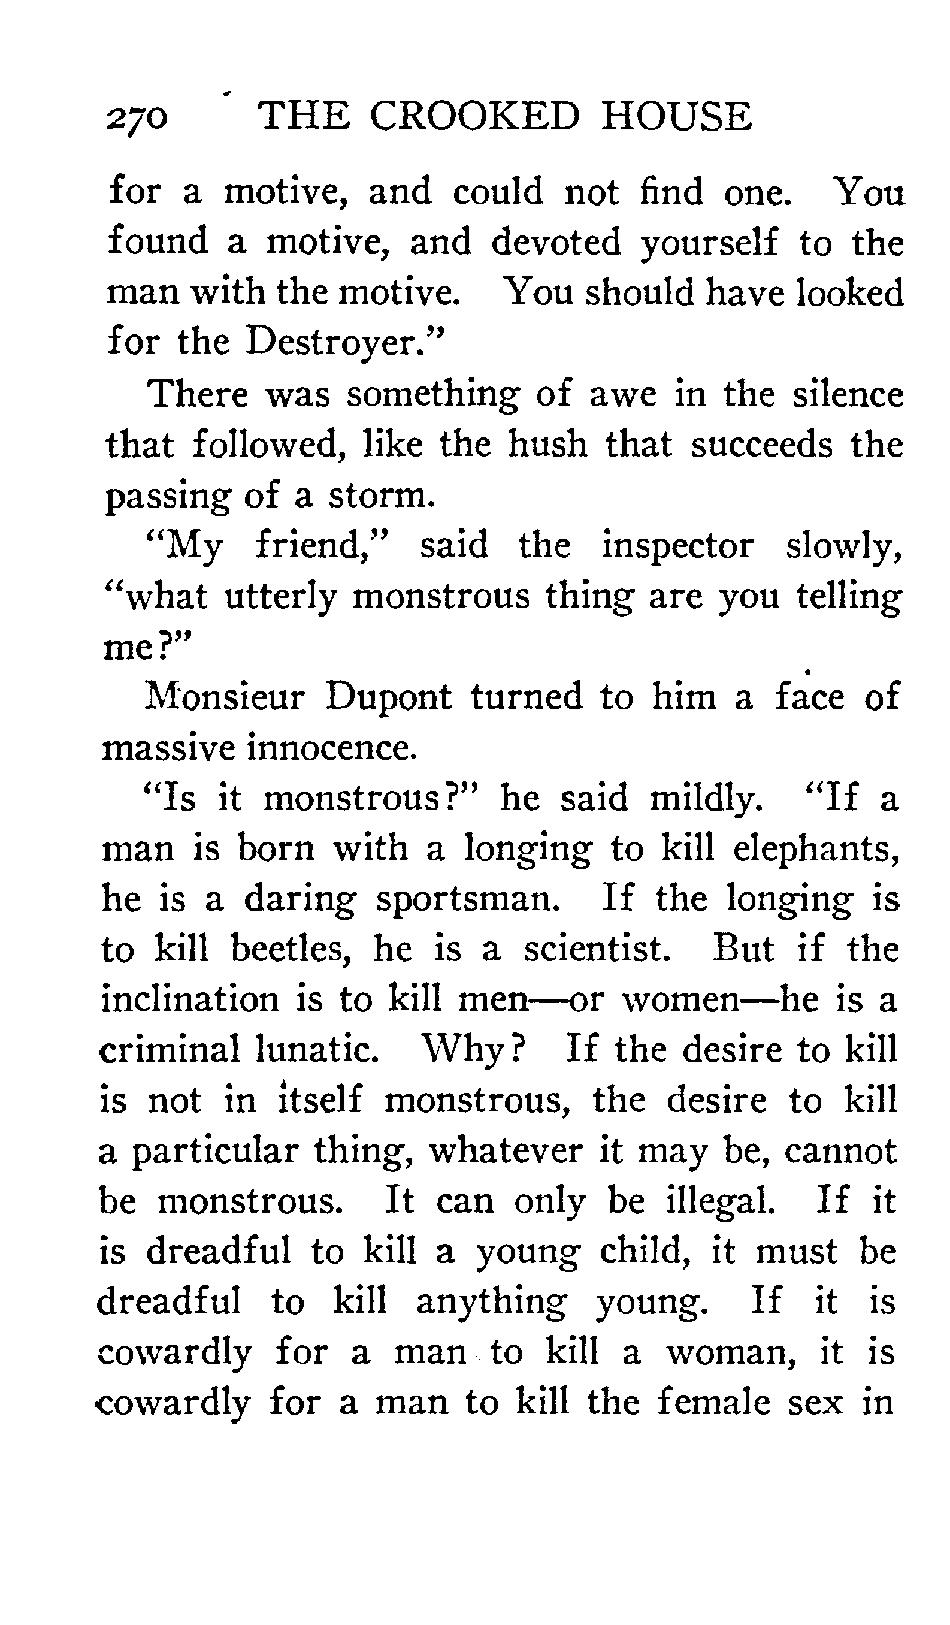 270 THE CROOKED HOUSE
for a motive, and could not find one. You
found a motive, and devoted yourself to the
man with the motive. You should have looked
for the Destroyer."
There was something of awe in the silence
that followed, like the hush that succeeds the
passing of a storm.
"My friend," said the inspector slowly,
"what utterly monstrous thing are you telling
me?"
Monsieur Dupont turned to him a face of
massive innocence.
"Is it monstrous?" he said mildly. "If a
man is born with a longing to kill elephants,
he is a daring sportsman. If the longing is
to kill beetles, he is a scientist. But if the
inclination is to kill men—or women—he is a
criminal lunatic. Why? If the desire to kill
is not in itself monstrous, the desire to kill
a particular thing, whatever it may be, cannot
be monstrous. It can only be illegal. If it
is dreadful to kill a young child, it must be
dreadful to kill anything young. If it is
cowardly for a man to kill a woman, it is
cowardly for a man to kill the female sex in